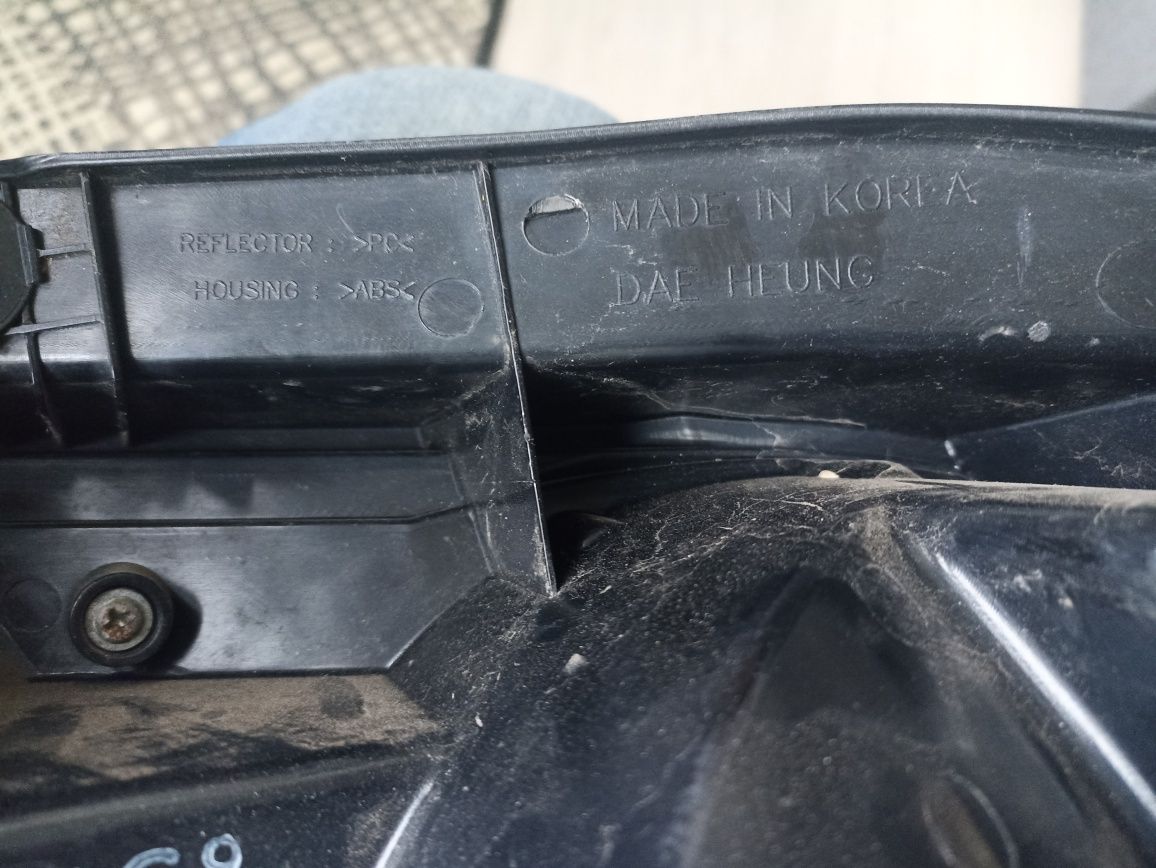 REFLECTOR : >PC<
HOUSING : >ABS<
MADE IN KOREA
DAE HEUNG